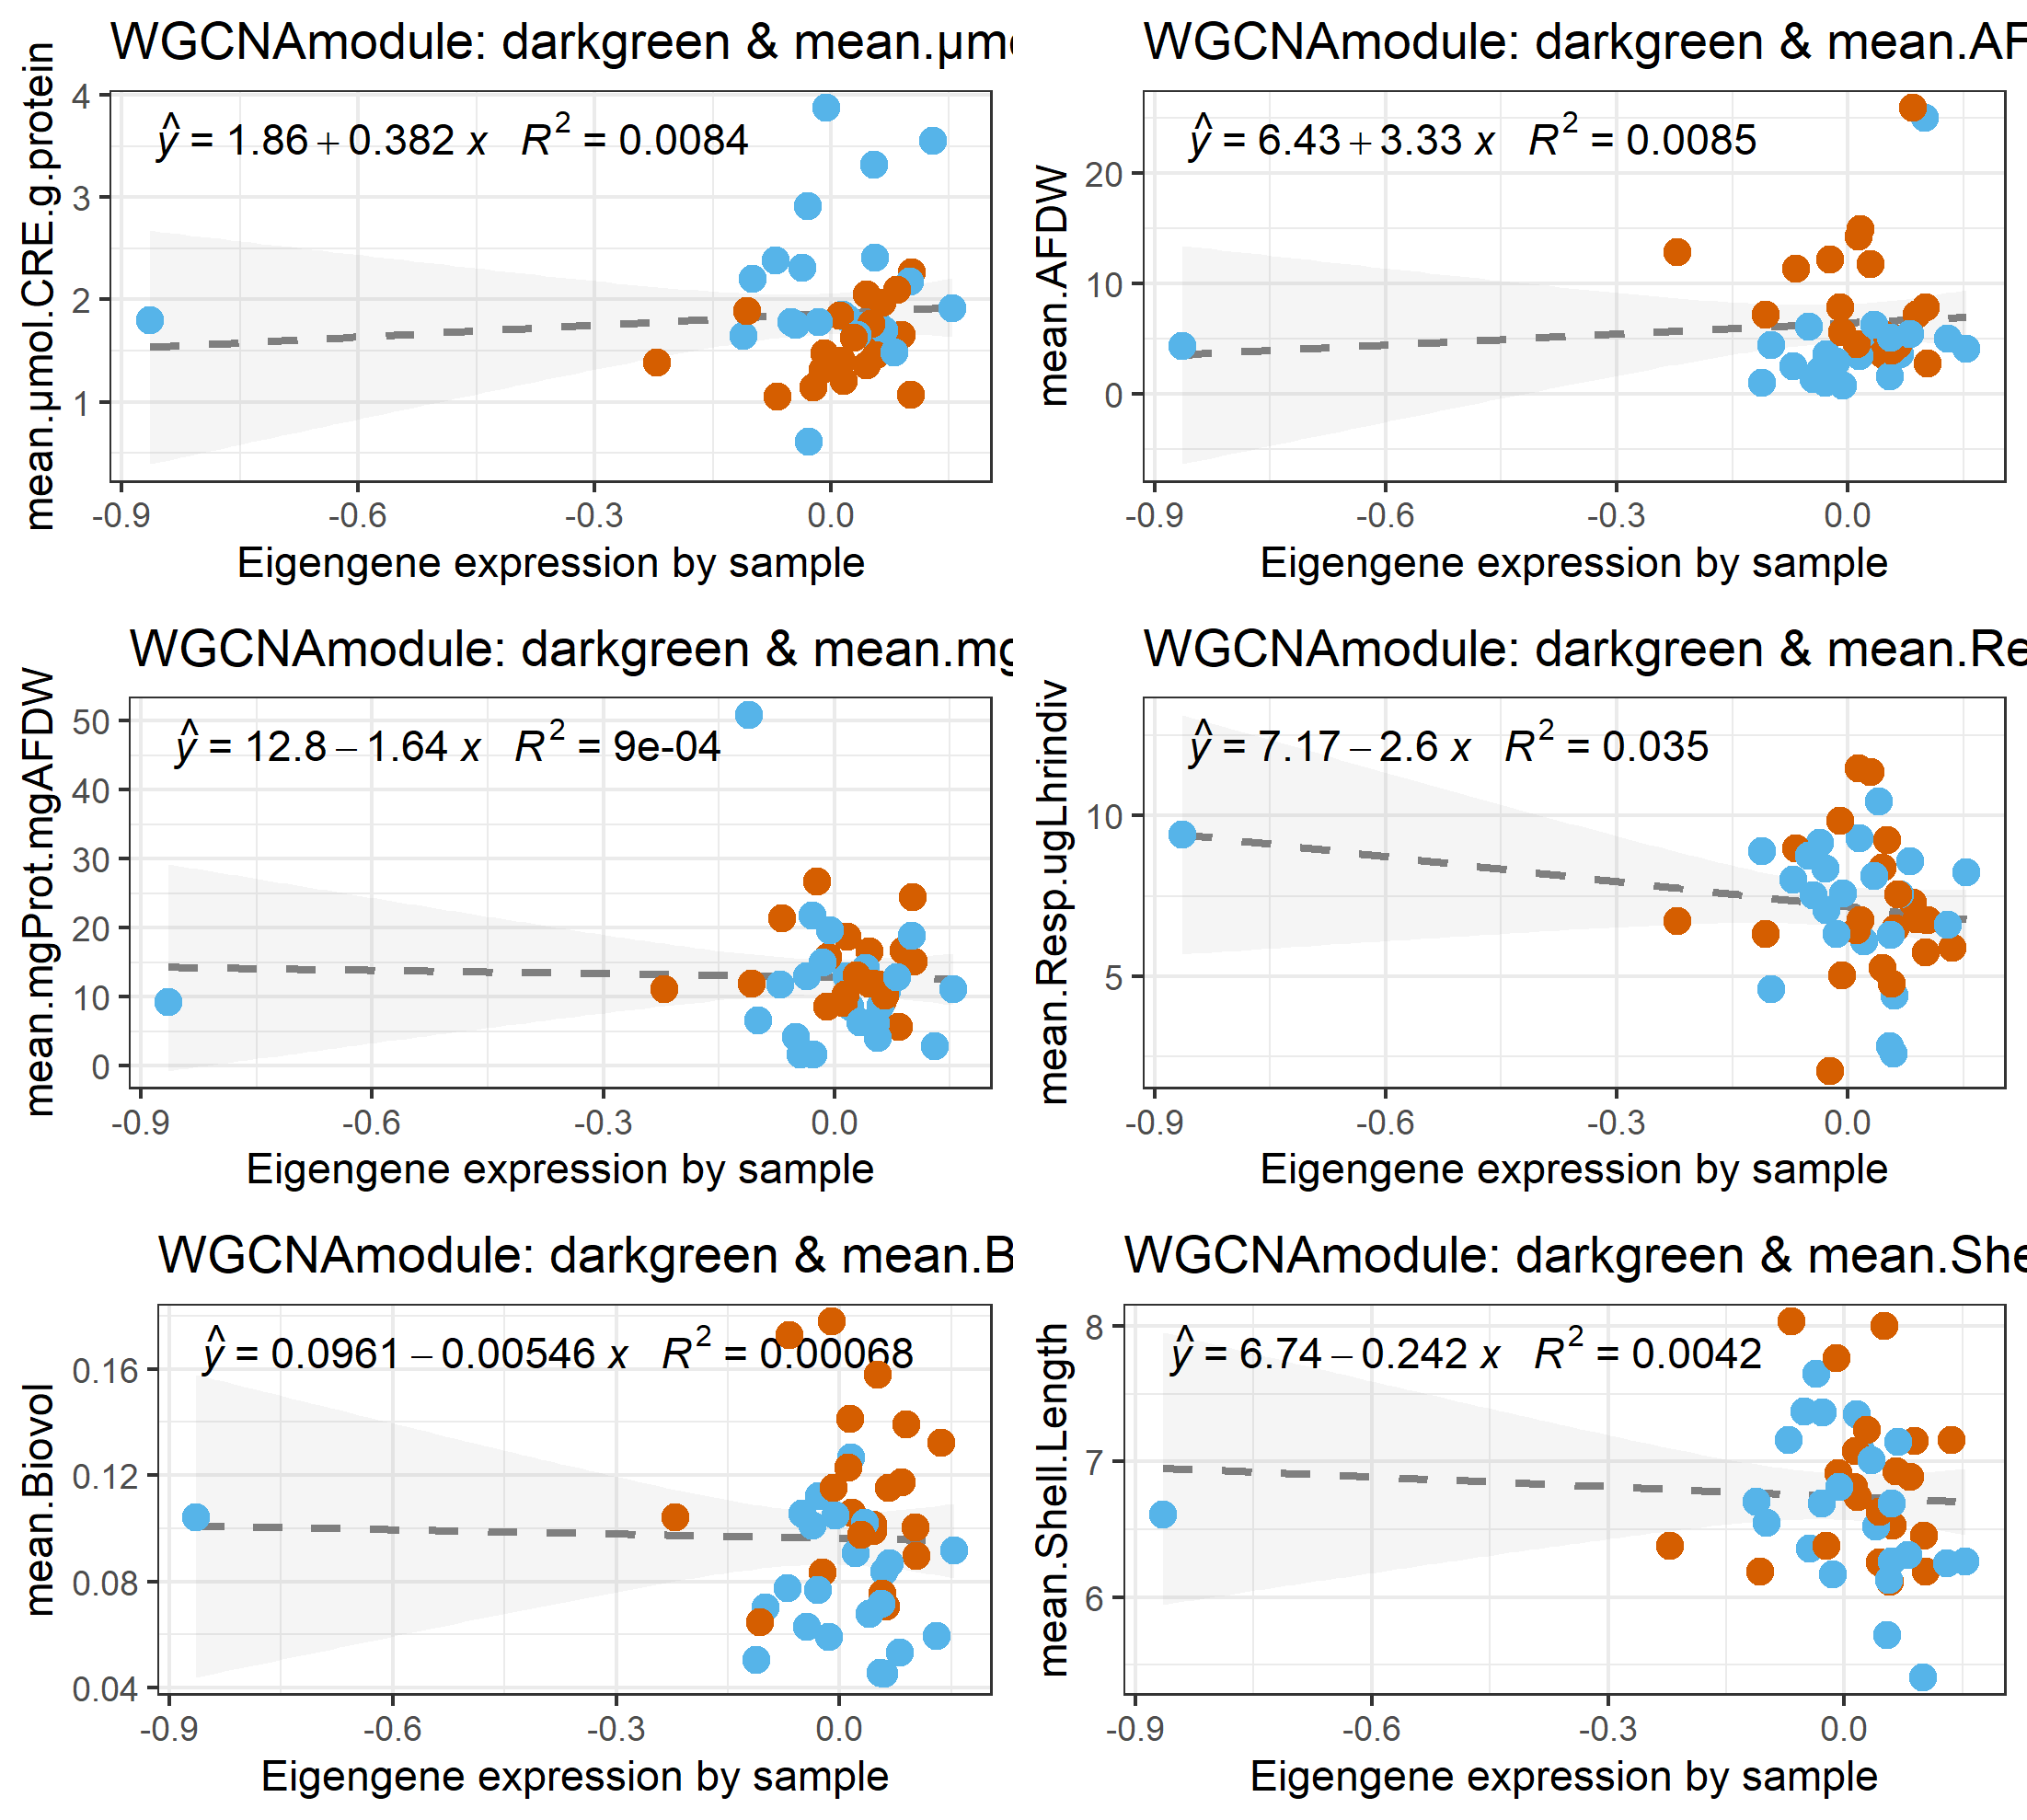 WGCNAmodule: darkgreen & mean.µm
mean.µmol.CRE.g.protein
ŷ = 1.86 + 0.382 x R² = 0.0084
4
3
2
1
-0.9 -0.6 -0.3 0.0
Eigengene expression by sample
WGCNAmodule: darkgreen & mean.AF
mean.AFDW
ŷ = 6.43 + 3.33 x R² = 0.0085
20
10
0
-0.9 -0.6 -0.3 0.0
Eigengene expression by sample
WGCNAmodule: darkgreen & mean.mg
mean.mgProt.mgAFDW
ŷ = 12.8 − 1.64 x R² = 9e-04
50
40
30
20
10
0
-0.9 -0.6 -0.3 0.0
Eigengene expression by sample
WGCNAmodule: darkgreen & mean.Re
mean.Resp.ugLhrindiv
ŷ = 7.17 − 2.6 x R² = 0.035
10
5
-0.9 -0.6 -0.3 0.0
Eigengene expression by sample
WGCNAmodule: darkgreen & mean.B
mean.Biovol
ŷ = 0.0961 − 0.00546 x R² = 0.00068
0.16
0.12
0.08
0.04
-0.9 -0.6 -0.3 0.0
Eigengene expression by sample
WGCNAmodule: darkgreen & mean.She
mean.Shell.Length
ŷ = 6.74 − 0.242 x R² = 0.0042
8
7
6
-0.9 -0.6 -0.3 0.0
Eigengene expression by sample